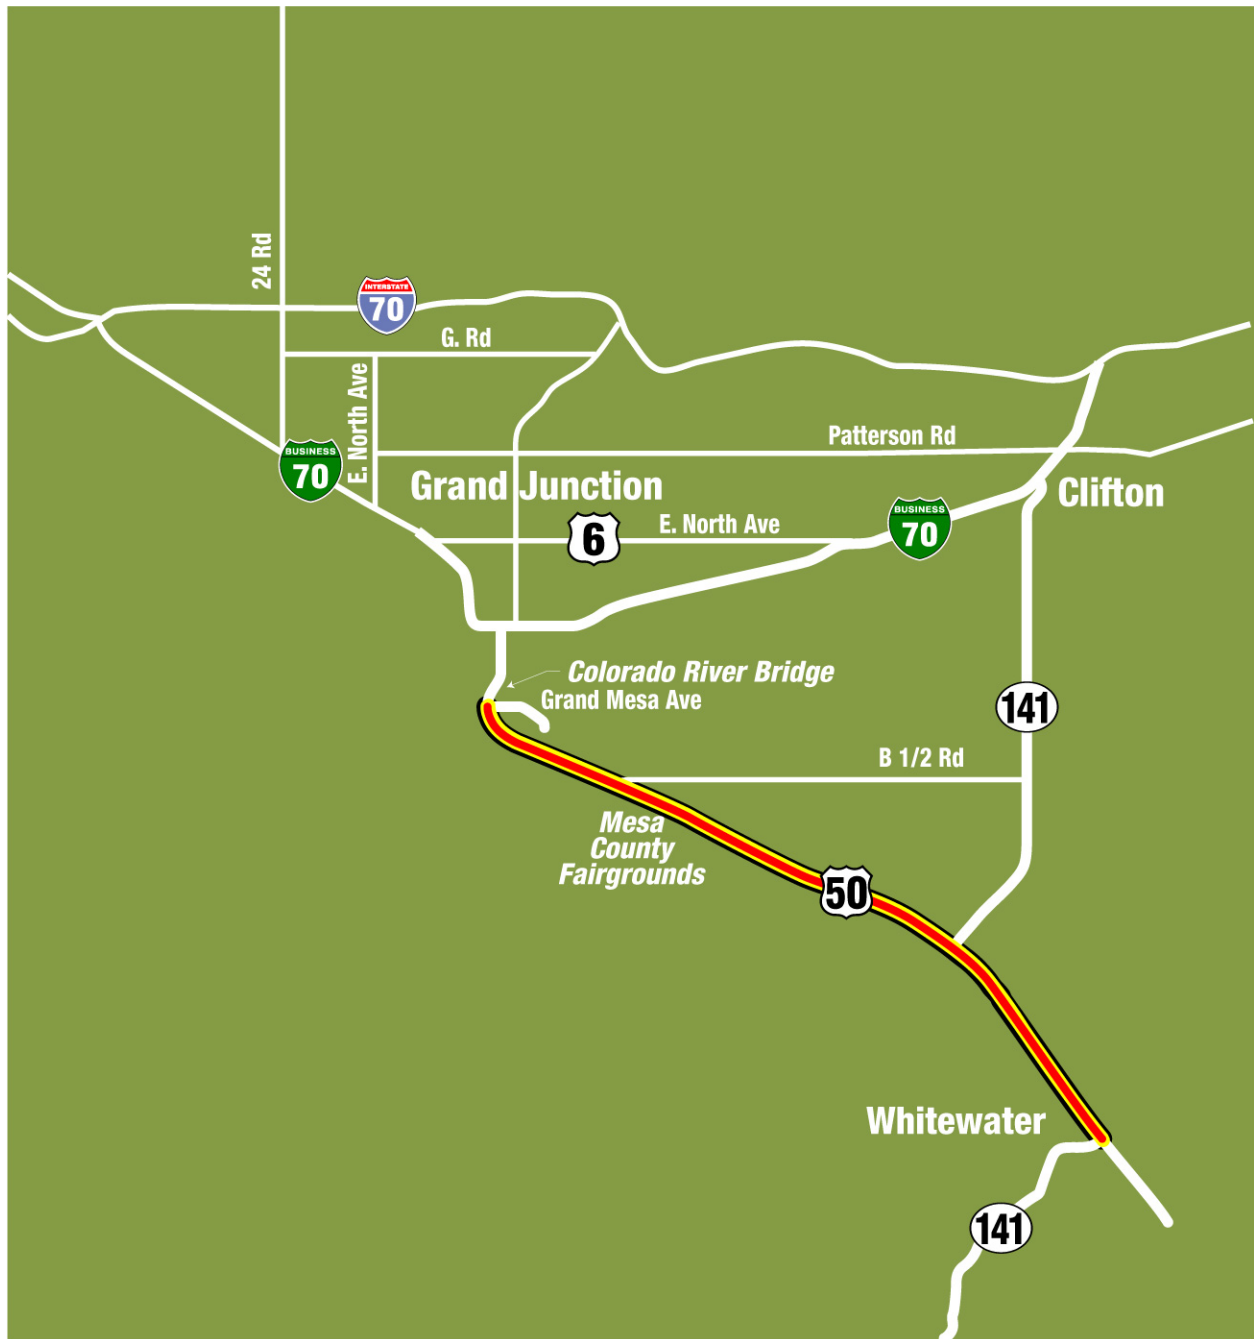 24 Rd
INTERSTATE
70
G. Rd
E. North Ave
Patterson Rd
BUSINESS
70
Grand Junction
Clifton
6
E. North Ave
BUSINESS
70
Colorado River Bridge
Grand Mesa Ave
141
B 1/2 Rd
Mesa
County
Fairgrounds
50
Whitewater
141